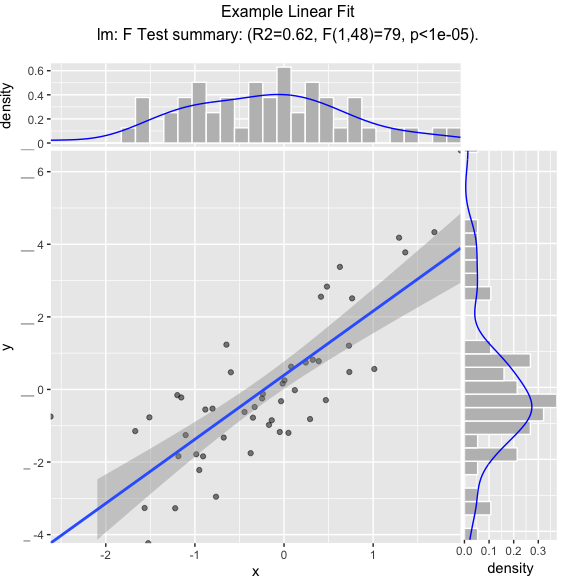 Example Linear Fit
lm: F Test summary: (R2=0.62, F(1,48)=79, p<1e-05).
density
0.6
0.4
0.2
0
y
6
4
2
0
−2
−4
-2 -1 0 1
x
0.0 0.1 0.2 0.3
density